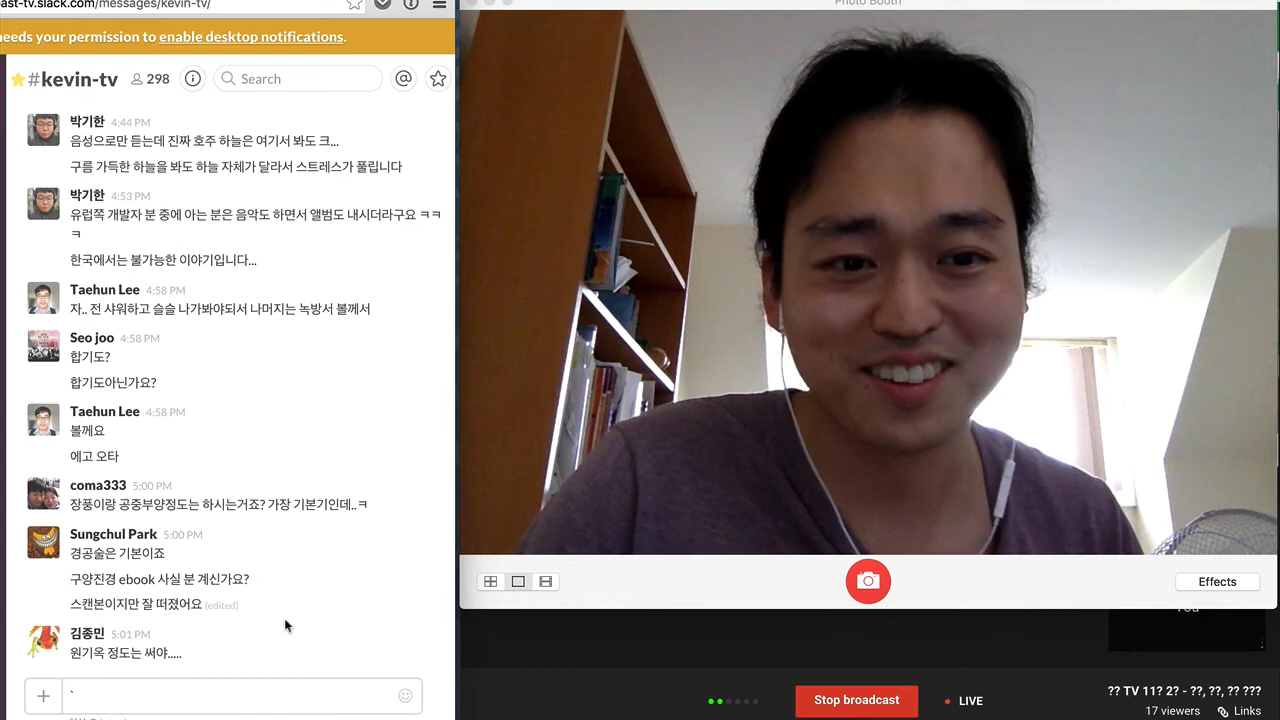 ast-tv.slack.com/messages/kevin-tv/
Photo Booth
eeds your permission to enable desktop notifications.
#kevin-tv 298 Search
박기한 4:44 PM
음성으로만 듣는데 진짜 호주 하늘은 여기서 봐도 크...
구름 가득한 하늘을 봐도 하늘 자체가 달라서 스트레스가 풀립니다
박기한 4:53 PM
유럽쪽 개발자 분 중에 아는 분은 음악도 하면서 앨범도 내시더라구요 ㅋㅋ
ㅋ
한국에서는 불가능한 이야기입니다...
Taehun Lee 4:58 PM
자.. 전 샤워하고 슬슬 나가봐야되서 나머지는 녹방서 볼께서
Seo joo 4:58 PM
합기도?
합기도아닌가요?
Taehun Lee 4:58 PM
볼께요
에고 오타
coma333 5:00 PM
장풍이랑 공중부양정도는 하시는거죠? 가장 기본기인데..ㅋ
Sungchul Park 5:00 PM
경공술은 기본이죠
구양진경 ebook 사실 분 계신가요?
스캔본이지만 잘 떠졌어요 (edited)
김종민 5:01 PM
원기옥 정도는 써야.....
`
Effects
You
Stop broadcast
LIVE
?? TV 11? 2? - ??, ??, ?? ???
17 viewers Links